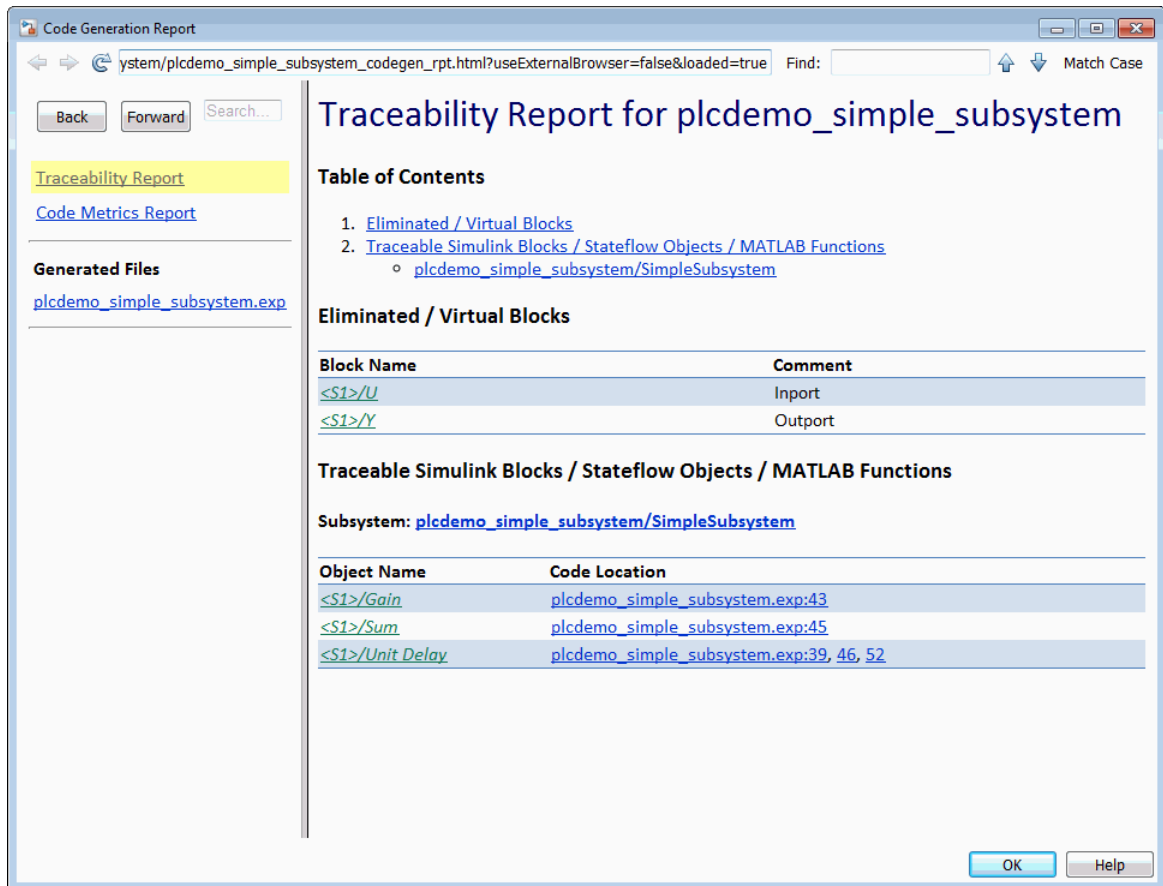 Code Generation Report
ystem/plcdemo_simple_subsystem_codegen_rpt.html?useExternalBrowser=false&loaded=true Find: Match Case
Back Forward Search...
Traceability Report
Code Metrics Report
Generated Files
plcdemo_simple_subsystem.exp
Traceability Report for plcdemo_simple_subsystem
Table of Contents
1. Eliminated / Virtual Blocks
2. Traceable Simulink Blocks / Stateflow Objects / MATLAB Functions
plcdemo_simple_subsystem/SimpleSubsystem
Eliminated / Virtual Blocks
Block Name Comment
<S1>/U Inport
<S1>/Y Outport
Traceable Simulink Blocks / Stateflow Objects / MATLAB Functions
Subsystem: plcdemo_simple_subsystem/SimpleSubsystem
Object Name Code Location
<S1>/Gain plcdemo_simple_subsystem.exp:43
<S1>/Sum plcdemo_simple_subsystem.exp:45
<S1>/Unit Delay plcdemo_simple_subsystem.exp:39, 46, 52
OK Help